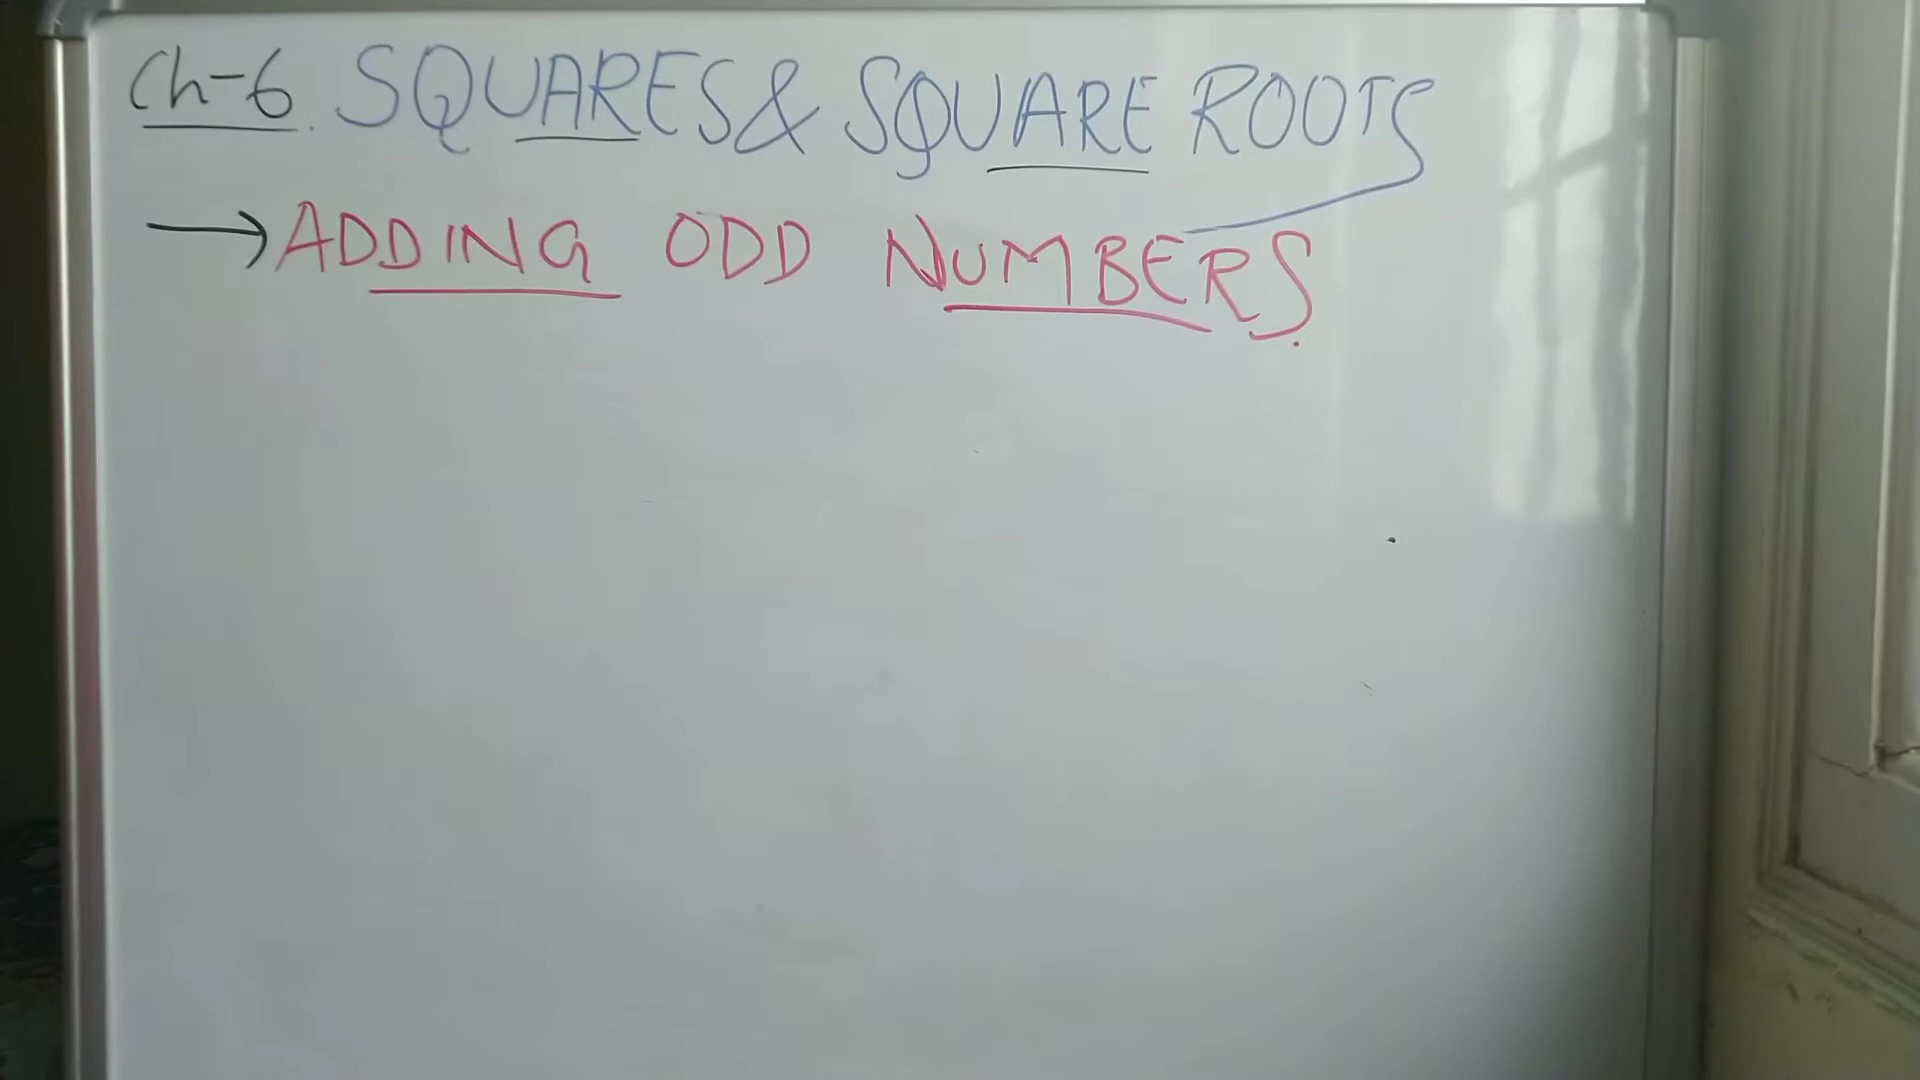 Ch-6. SQUARES & SQUARE ROOTS
→ ADDING ODD NUMBERS.